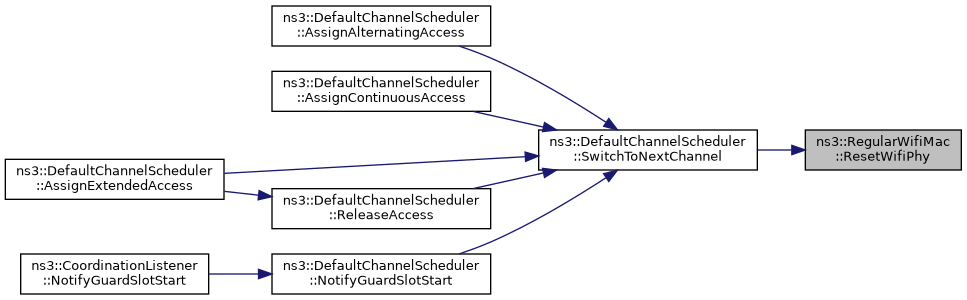 ns3::DefaultChannelScheduler
::AssignAlternatingAccess
ns3::DefaultChannelScheduler
::AssignContinuousAccess
ns3::DefaultChannelScheduler
::SwitchToNextChannel
ns3::RegularWifiMac
::ResetWifiPhy
ns3::DefaultChannelScheduler
::AssignExtendedAccess
ns3::DefaultChannelScheduler
::ReleaseAccess
ns3::CoordinationListener
::NotifyGuardSlotStart
ns3::DefaultChannelScheduler
::NotifyGuardSlotStart